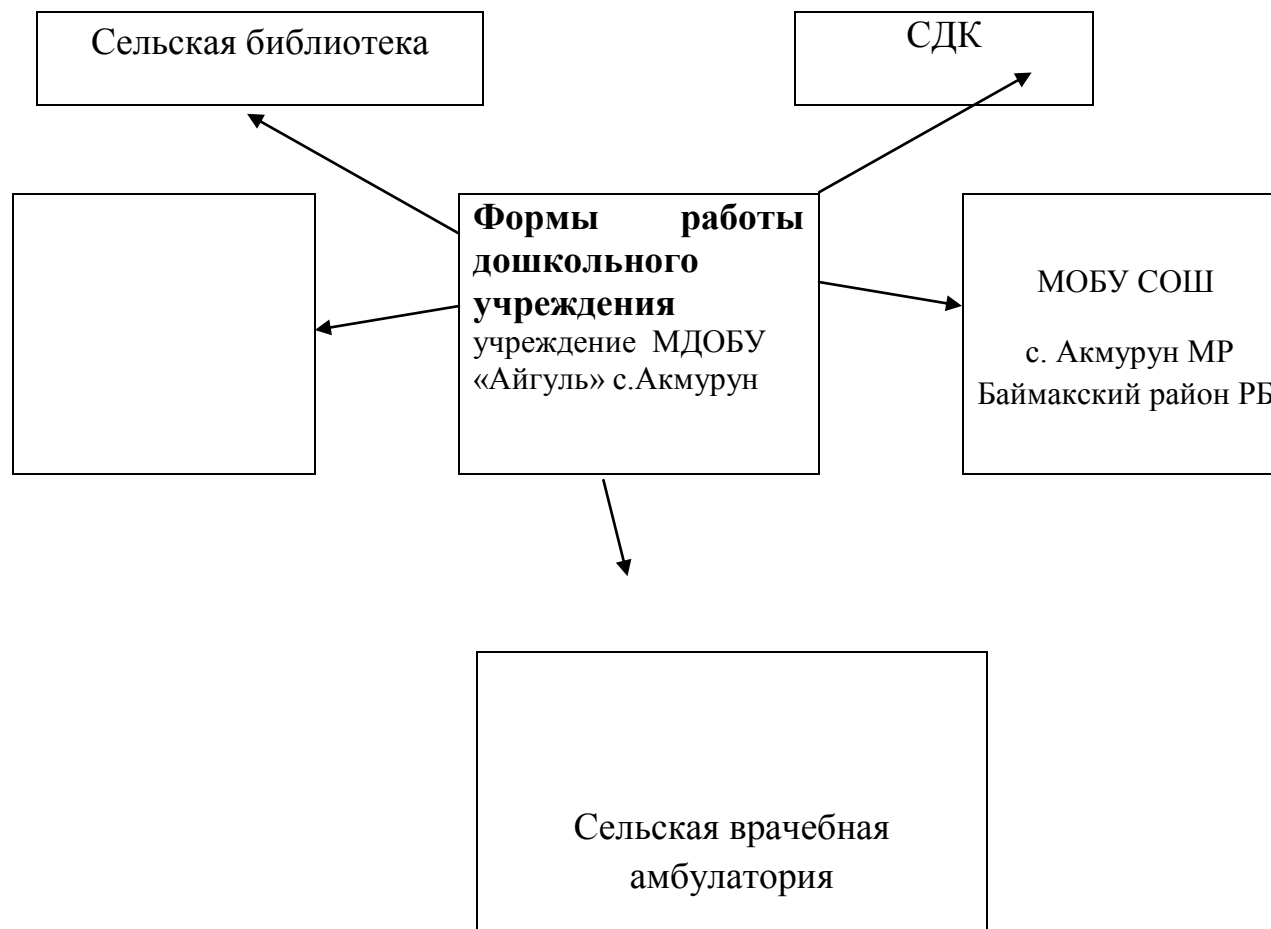 Сельская библиотека
СДК
Формы работы
дошкольного
учреждения
учреждение МДОБУ
«Айгуль» с.Акмурун
МОБУ СОШ
с. Акмурун МР
Баймакский район РБ
Сельская врачебная
амбулатория